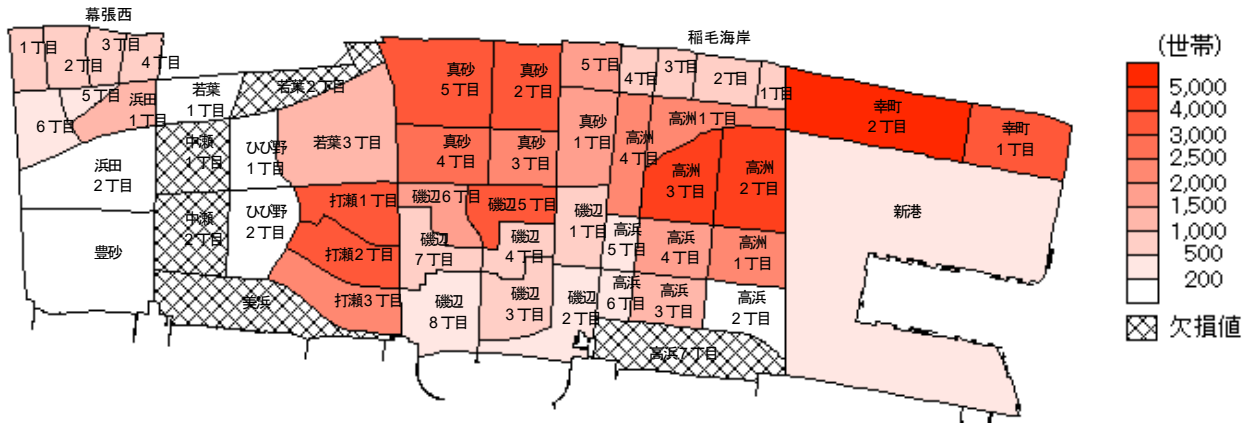 幕張西
稲毛海岸
(世帯)
1丁目
2丁目
3丁目
4丁目
5丁目
6丁目
浜田
1丁目
浜田
2丁目
豊砂
若葉
1丁目
若葉2丁目
若葉3丁目
中瀬
1丁目
中瀬
2丁目
ひび野
1丁目
ひび野
2丁目
美浜
打瀬1丁目
打瀬2丁目
打瀬3丁目
真砂
5丁目
真砂
2丁目
真砂
4丁目
真砂
3丁目
真砂
1丁目
磯辺6丁目
磯辺5丁目
磯辺
7丁目
磯辺
4丁目
磯辺
1丁目
磯辺
8丁目
磯辺
3丁目
磯辺
2丁目
5丁目
4丁目
3丁目
2丁目
1丁目
高洲1丁目
高洲
4丁目
高洲
3丁目
高洲
2丁目
高浜
5丁目
高浜
4丁目
高洲
1丁目
高浜
6丁目
高浜
3丁目
高浜
2丁目
高浜7丁目
幸町
2丁目
幸町
1丁目
新港
5,000
4,000
3,000
2,500
2,000
1,500
1,000
500
200
欠損値